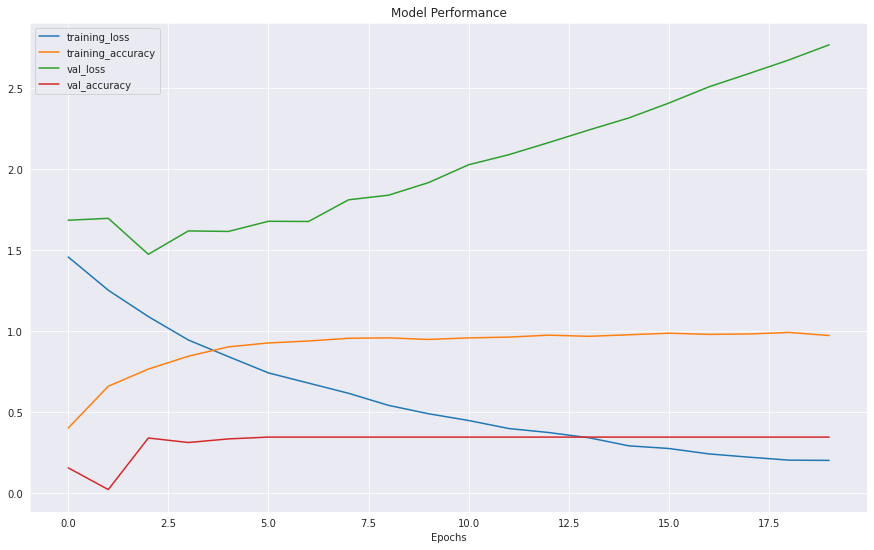 Model Performance
training_loss
training_accuracy
val_loss
val_accuracy
2.5
2.0
1.5
1.0
0.5
0.0
0.0 2.5 5.0 7.5 10.0 12.5 15.0 17.5
Epochs